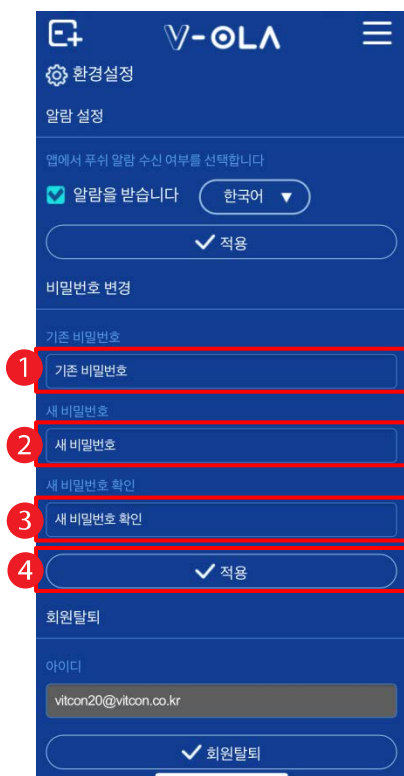 V-OLA
환경설정
알람 설정
앱에서 푸쉬 알람 수신 여부를 선택합니다
알람을 받습니다 한국어 ▼
적용
비밀번호 변경
기존 비밀번호
1 기존 비밀번호
새 비밀번호
2 새 비밀번호
새 비밀번호 확인
3 새 비밀번호 확인
4 적용
회원탈퇴
아이디
vitcon20@vitcon.co.kr
회원탈퇴